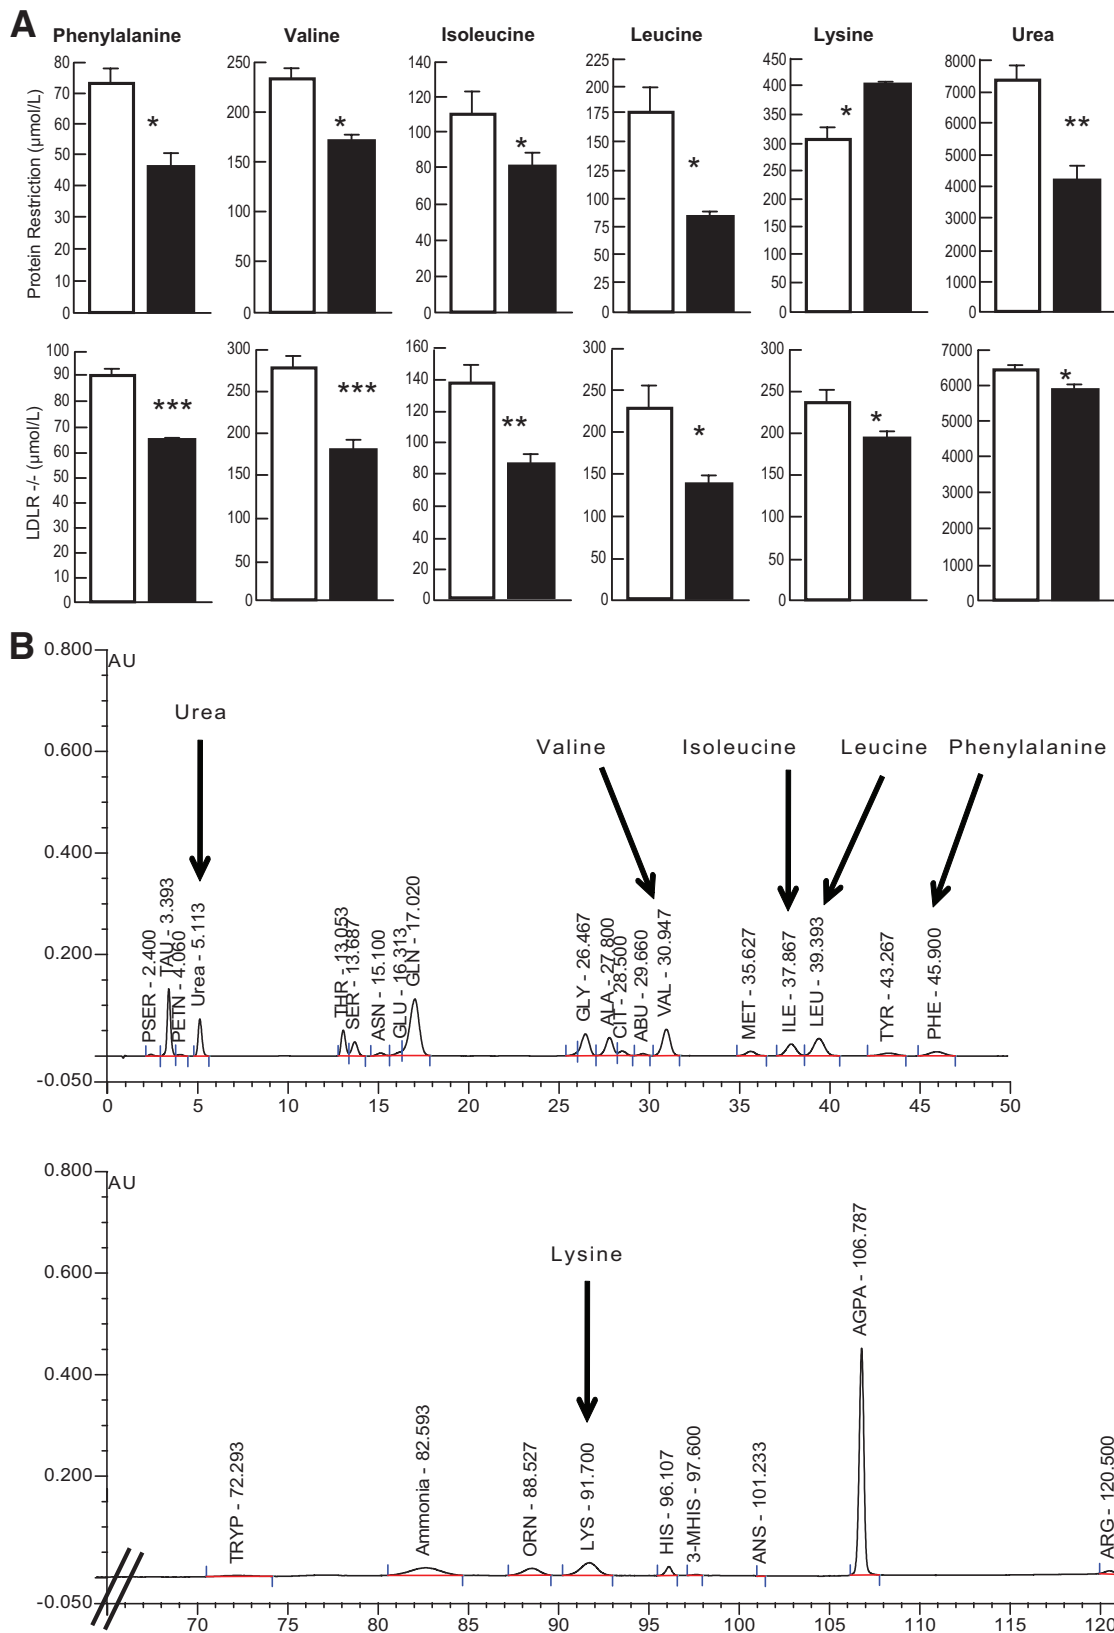 A
Phenylalanine Valine Isoleucine Leucine Lysine Urea
Protein Restriction (µmol/L)
80 70 60 50 40 30 20 10 0
*
250 200 150 100 50 0
*
140 120 100 80 60 40 20 0
*
225 200 175 150 125 100 75 50 25 0
*
450 400 350 300 150 200 150 100 50 0
*
8000 7000 6000 5000 4000 3000 2000 1000 0
**
LDLR -/- (µmol/L)
100 90 80 70 60 50 40 30 20 10 0
***
300 250 200 150 100 50 0
***
160 140 120 100 80 60 40 20 0
**
300 250 200 150 100 50 0
*
300 250 200 150 100 50 0
*
7000 6000 5000 4000 3000 2000 1000 0
*
B
0.800
AU
0.600
0.400
0.200
-0.050
Urea
Valine
Isoleucine
Leucine
Phenylalanine
PSER - 2.400
TAU - 3.393
PETN - 4.060
Urea - 5.113
THR - 13.053
SER - 13.687
ASN - 15.100
GLU - 16.313
GLN - 17.020
GLY - 26.467
ALA - 27.800
CIT - 28.500
ABU - 29.660
VAL - 30.947
MET - 35.627
ILE - 37.867
LEU - 39.393
TYR - 43.267
PHE - 45.900
0 5 10 15 20 25 30 35 40 45 50
0.800
AU
0.600
0.400
0.200
-0.050
Lysine
TRYP - 72.293
Ammonia - 82.593
ORN - 88.527
LYS - 91.700
HIS - 96.107
3-MHIS - 97.600
ANS - 101.233
AGPA - 106.787
ARG - 120.500
70 75 80 85 90 95 100 105 110 115 120